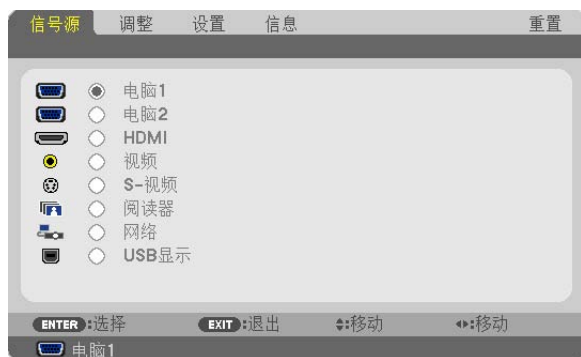 信号源 调整 设置 信息 重置
电脑1
电脑2
HDMI
视频
S-视频
阅读器
网络
USB显示
ENTER:选择 EXIT:退出 :移动 :移动
电脑1